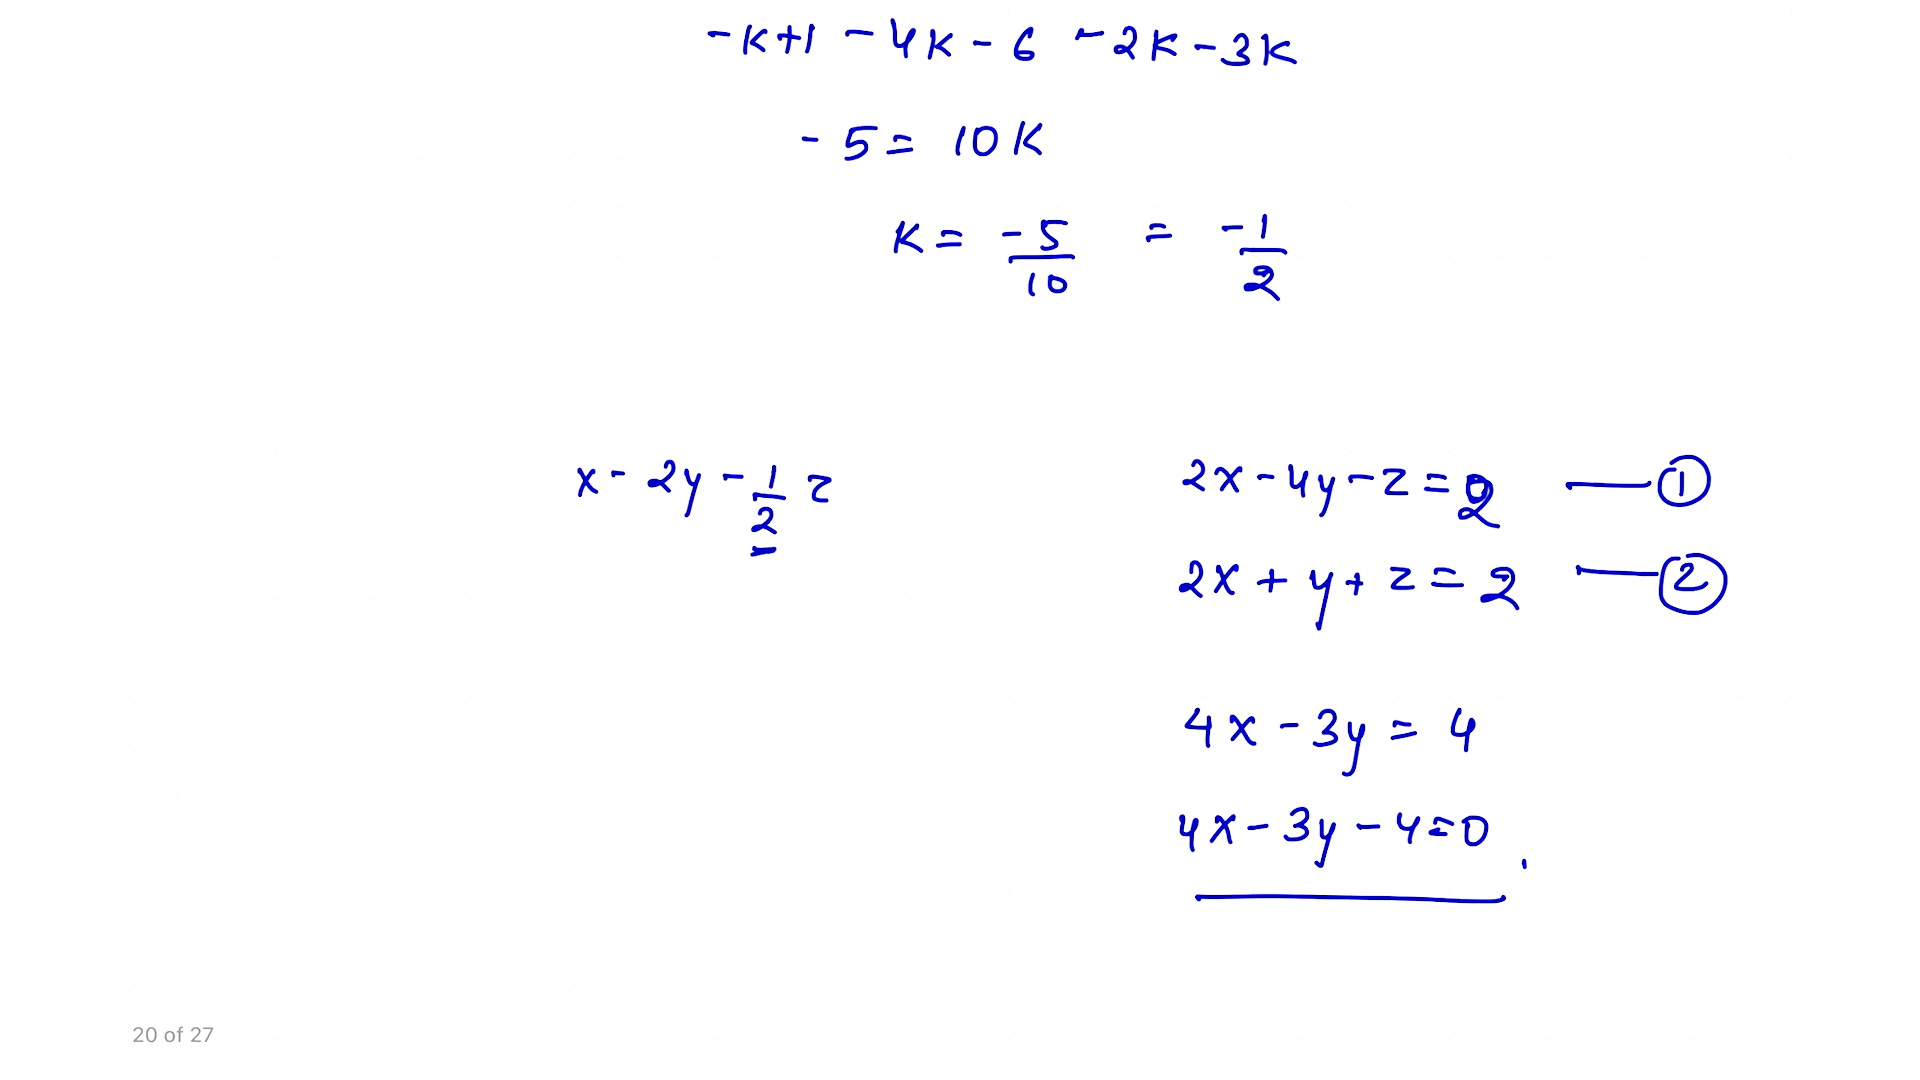 -K+1 -4K-6 -2K-3K
-5= 10K
K= -5/10 = -1/2
x- 2y -1/2 z
2x-4y-z=2 —①
2x+y+z=2 —②
4x-3y=4
4x-3y-4=0.
20 of 27